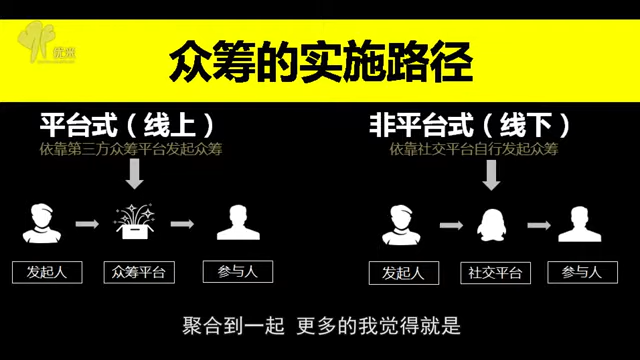 优米
众筹的实施路径
平台式（线上）
依靠第三方众筹平台发起众筹
发起人
众筹平台
参与人
非平台式（线下）
依靠社交平台自行发起众筹
发起人
社交平台
参与人
聚合到一起 更多的我觉得就是